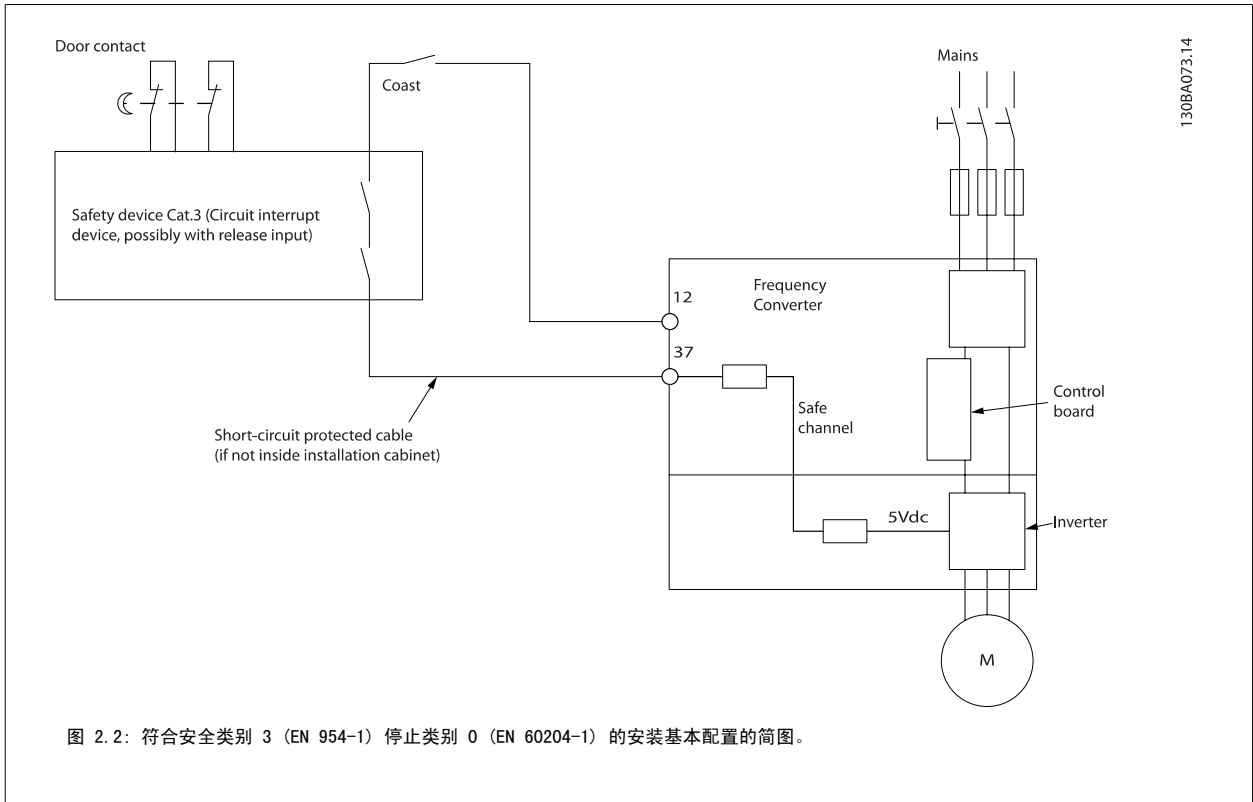 Door contact
Coast
Mains
130BA073.14
Safety device Cat.3 (Circuit interrupt
device, possibly with release input)
12
Frequency
Converter
37
Safe
channel
Control
board
Short-circuit protected cable
(if not inside installation cabinet)
5Vdc
Inverter
M
图 2.2: 符合安全类别 3 (EN 954-1) 停止类别 0 (EN 60204-1) 的安装基本配置的简图。